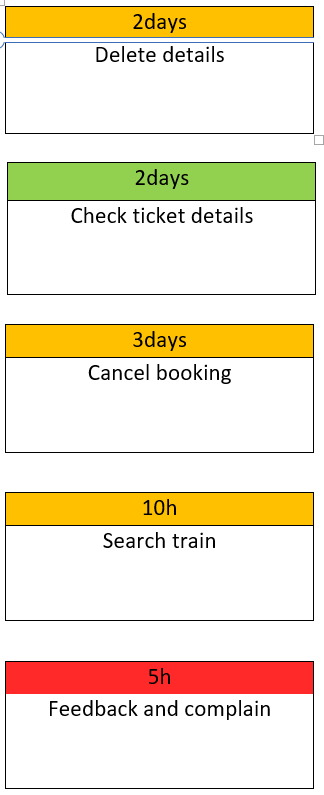 2days
Delete details
2days
Check ticket details
3days
Cancel booking
10h
Search train
5h
Feedback and complain